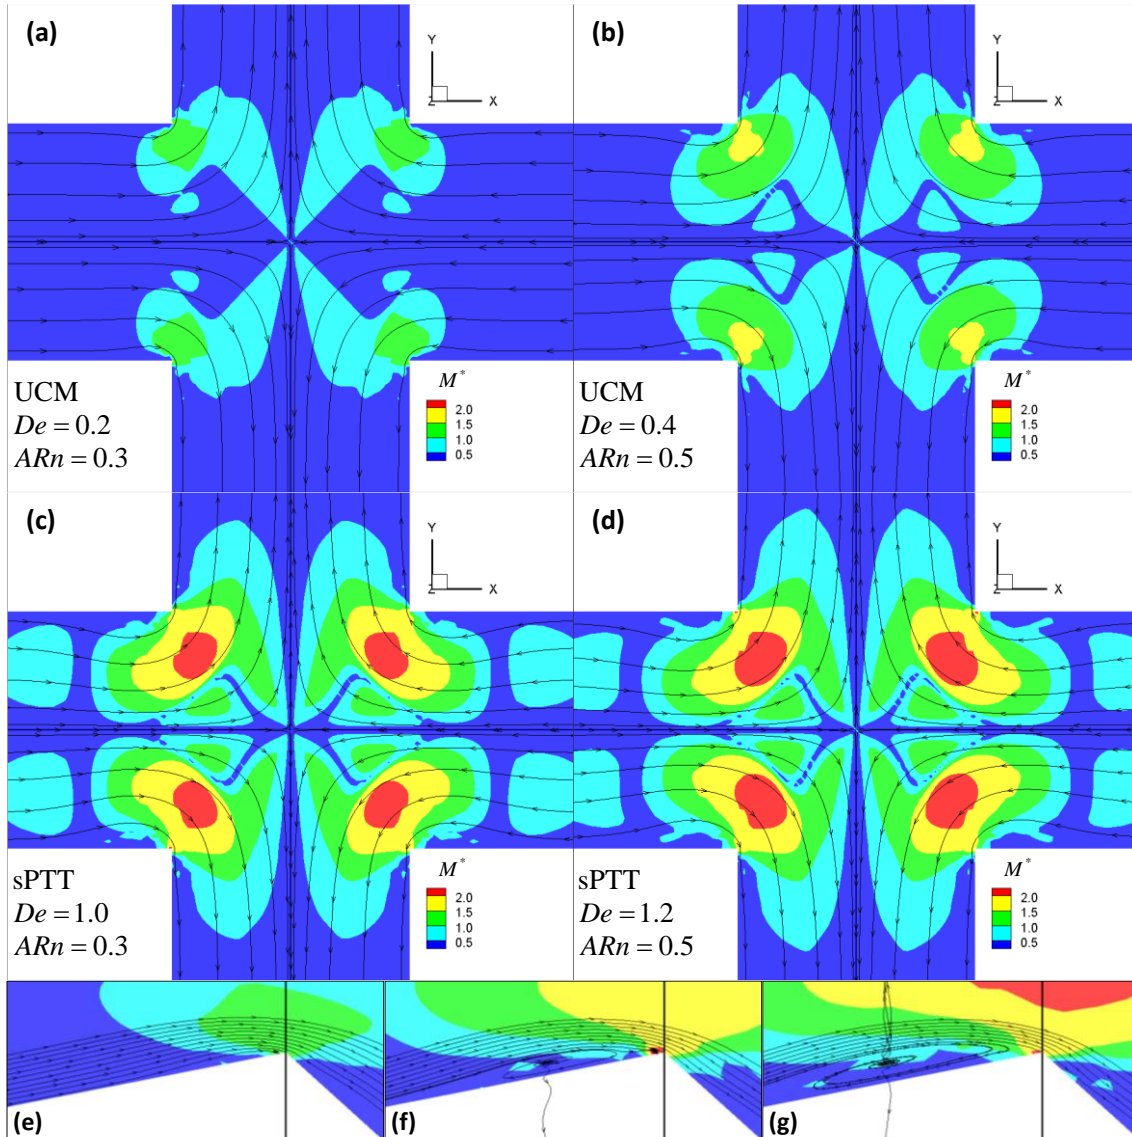 (a)
Y
Z X
UCM
De = 0.2
ARn = 0.3
M*
2.0
1.5
1.0
0.5
(b)
Y
Z X
UCM
De = 0.4
ARn = 0.5
M*
2.0
1.5
1.0
0.5
(c)
Y
Z X
sPTT
De = 1.0
ARn = 0.3
M*
2.0
1.5
1.0
0.5
(d)
Y
Z X
sPTT
De = 1.2
ARn = 0.5
M*
2.0
1.5
1.0
0.5
(e)
(f)
(g)